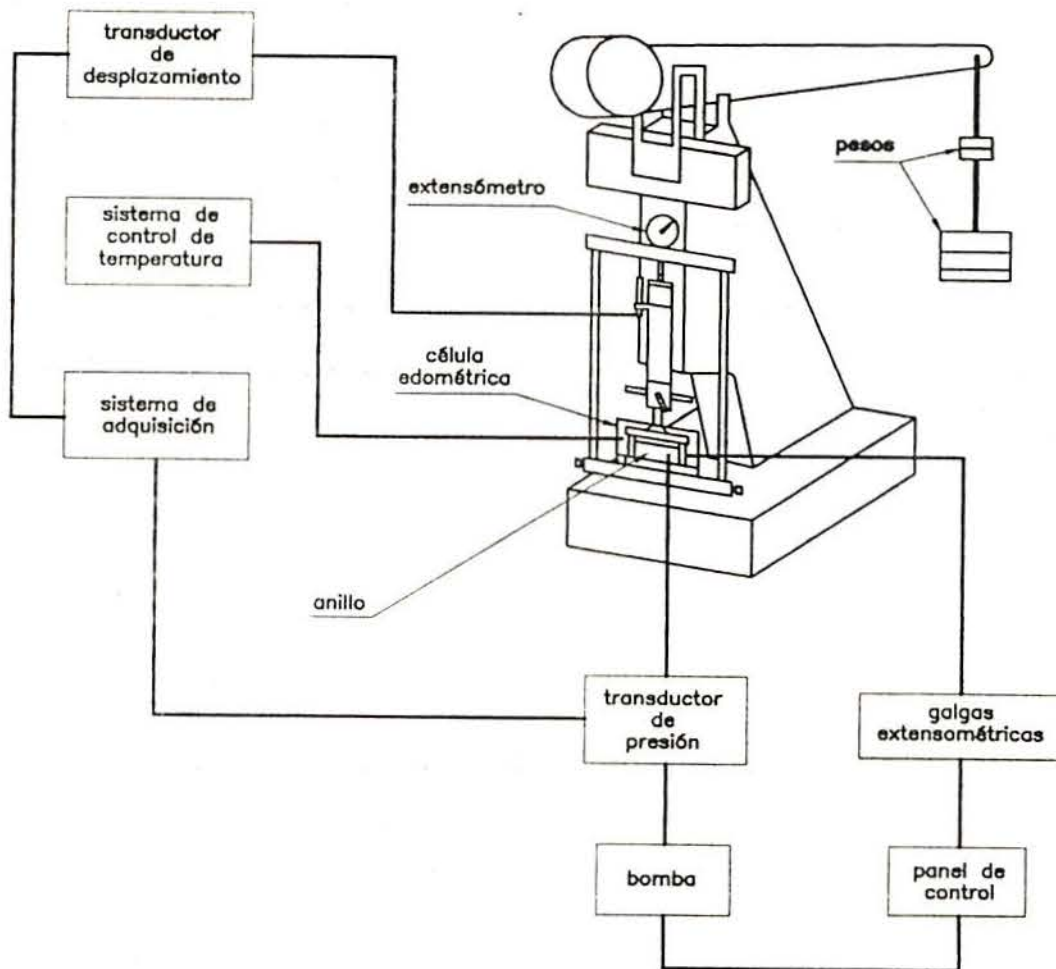 transductor
de
desplazamiento
pesos
extensómetro
sistema de
control de
temperatura
célula
edométrica
sistema de
adquisición
anillo
transductor
de
presión
galgas
extensométricas
bomba
panel de
control